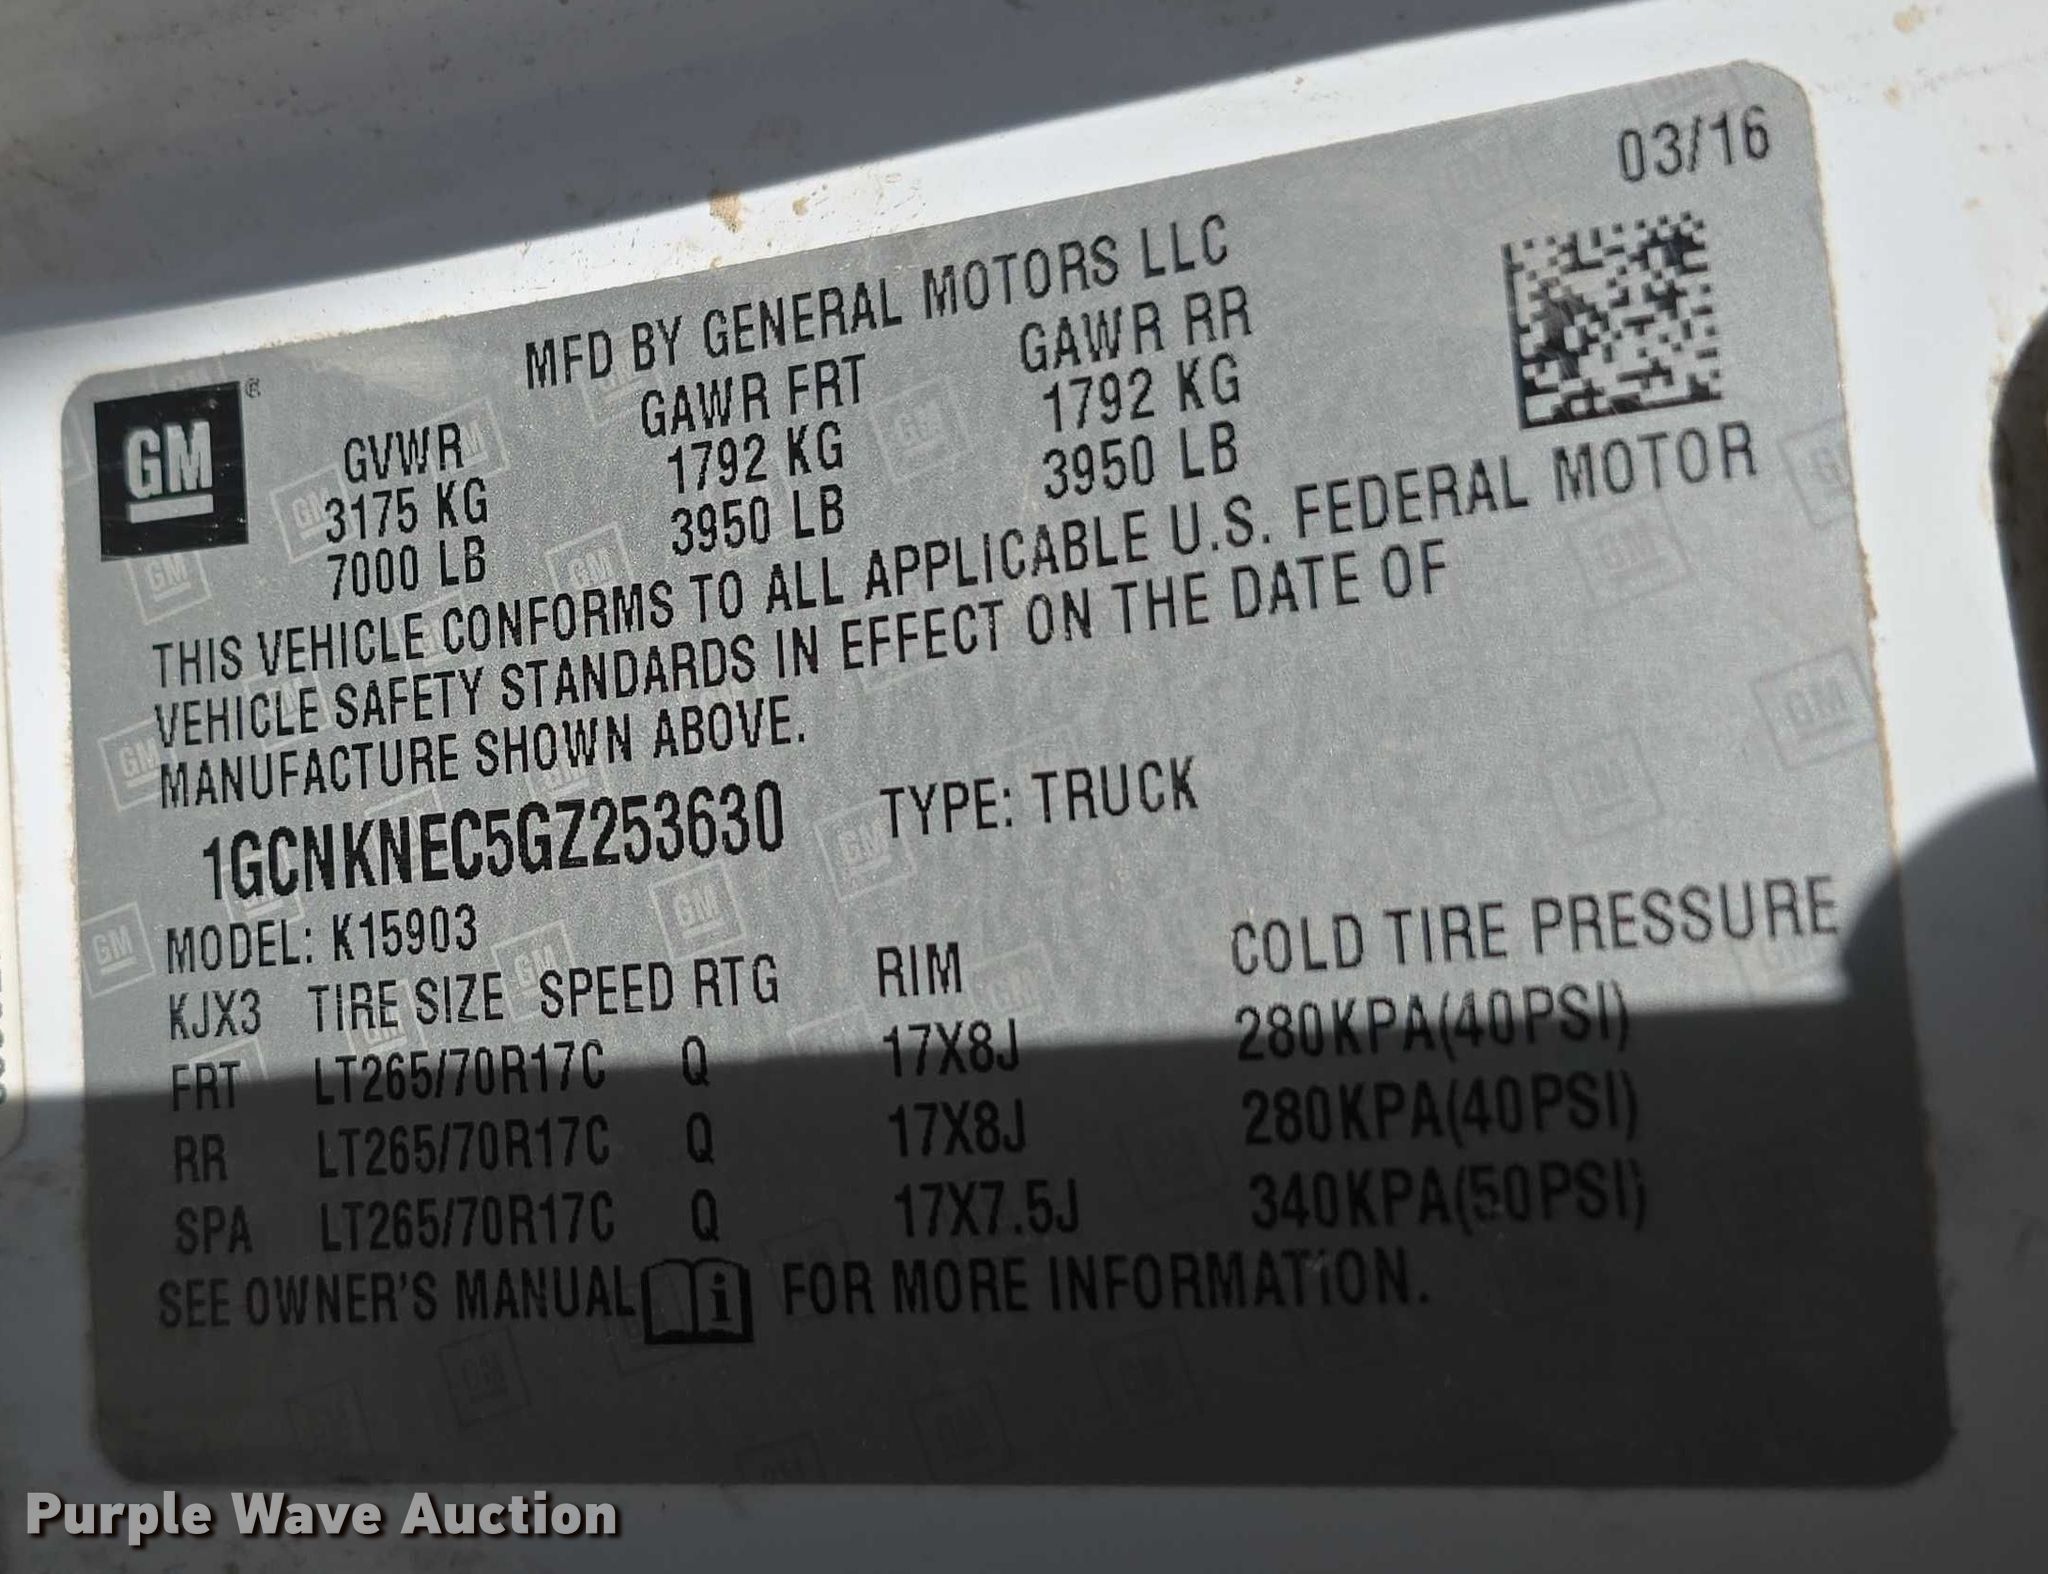 03/16
MFD BY GENERAL MOTORS LLC
GM ®
GVWR GAWR FRT GAWR RR
3175 KG 1792 KG 1792 KG
7000 LB 3950 LB 3950 LB
THIS VEHICLE CONFORMS TO ALL APPLICABLE U.S. FEDERAL MOTOR
VEHICLE SAFETY STANDARDS IN EFFECT ON THE DATE OF
MANUFACTURE SHOWN ABOVE.
1GCNKNEC5GZ253630 TYPE: TRUCK
MODEL: K15903
KJX3 TIRE SIZE SPEED RTG RIM COLD TIRE PRESSURE
FRT LT265/70R17C Q 17X8J 280KPA(40PSI)
RR LT265/70R17C Q 17X8J 280KPA(40PSI)
SPA LT265/70R17C Q 17X7.5J 340KPA(50PSI)
SEE OWNER'S MANUAL i FOR MORE INFORMATION.
Purple Wave Auction